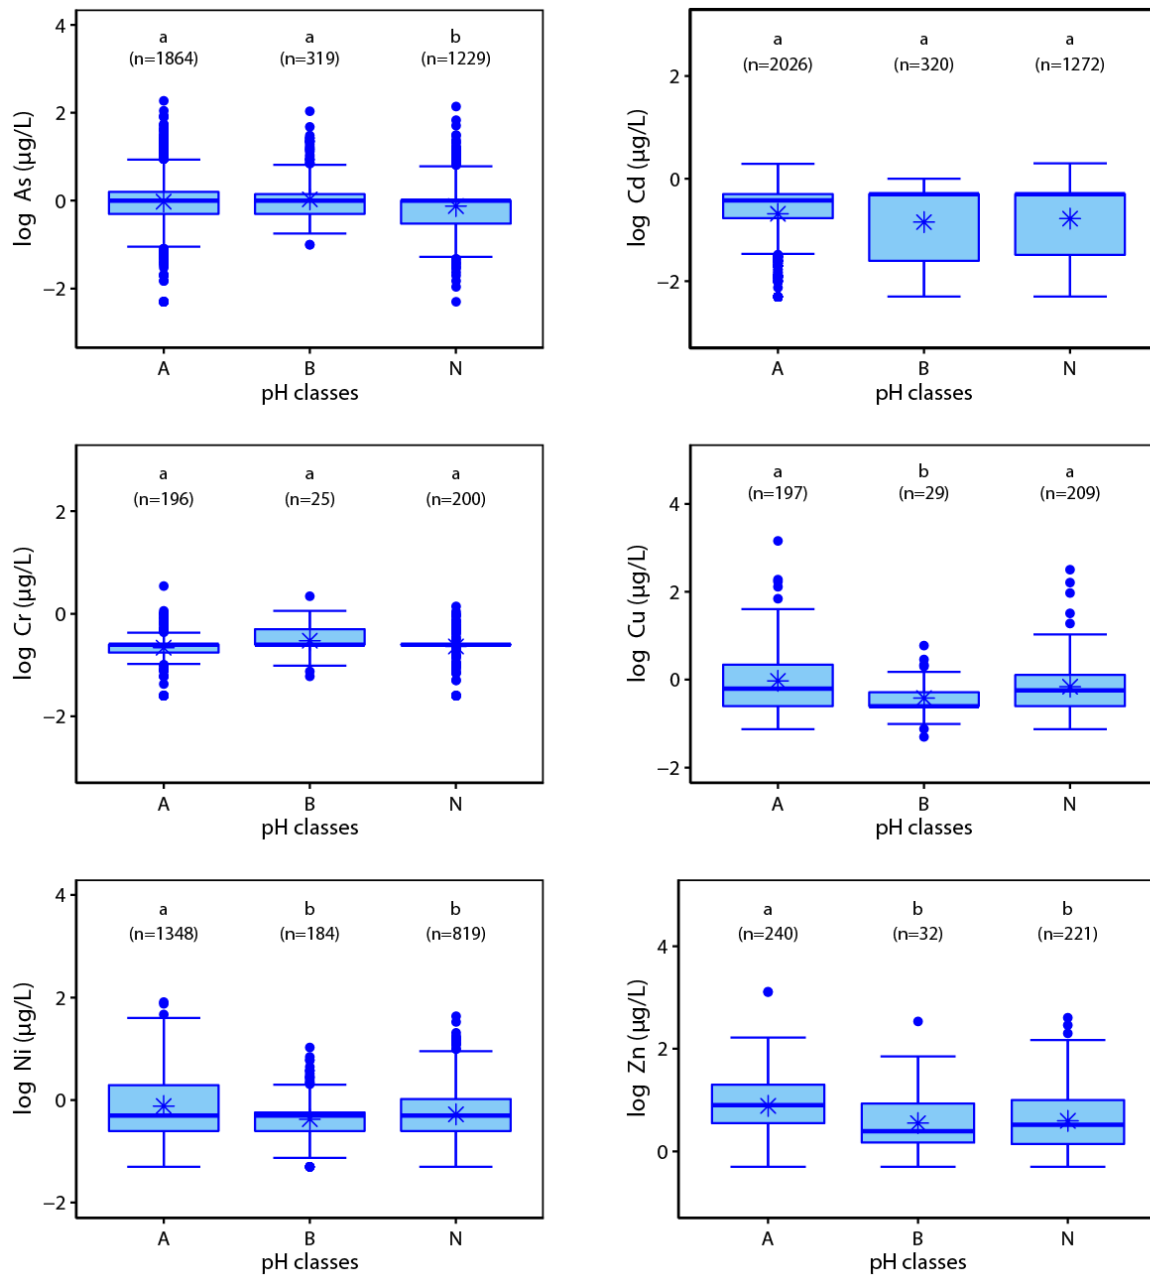 a a b
(n=1864) (n=319) (n=1229)
log As (µg/L)
4
2
0
−2
A B N
pH classes
a a a
(n=2026) (n=320) (n=1272)
log Cd (µg/L)
2
0
−2
A B N
pH classes
a a a
(n=196) (n=25) (n=200)
log Cr (µg/L)
2
0
−2
A B N
pH classes
a b a
(n=197) (n=29) (n=209)
log Cu (µg/L)
4
2
0
−2
A B N
pH classes
a b b
(n=1348) (n=184) (n=819)
log Ni (µg/L)
4
2
0
−2
A B N
pH classes
a b b
(n=240) (n=32) (n=221)
log Zn (µg/L)
4
2
0
A B N
pH classes